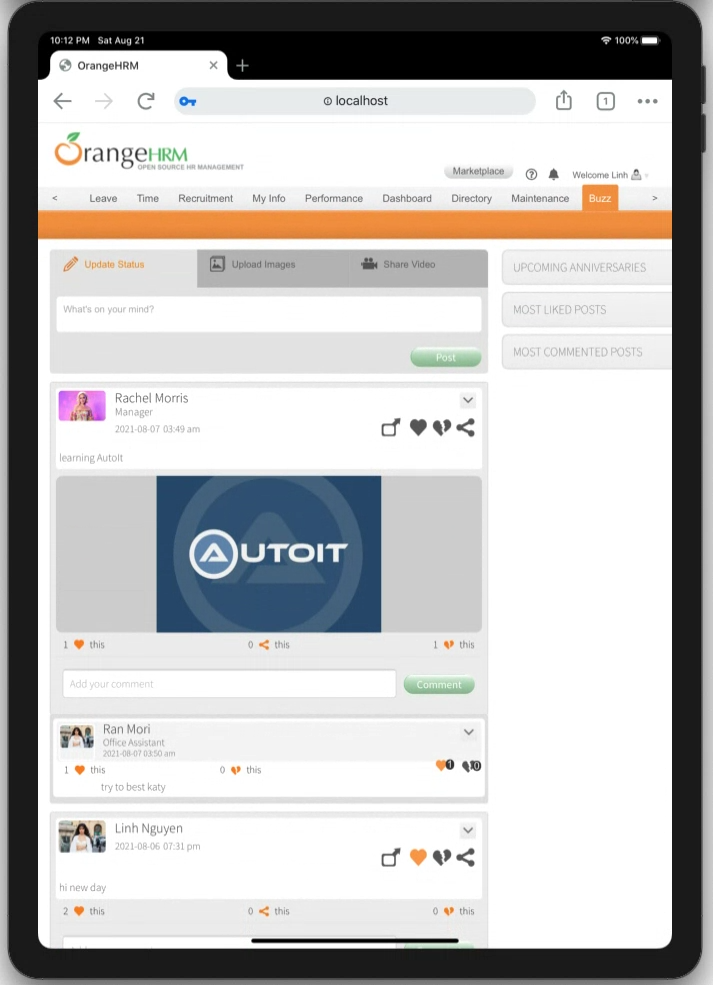 10:12 PM Sat Aug 21
100%
OrangeHRM
localhost
1
OrangeHRM
OPEN SOURCE HR MANAGEMENT
Marketplace
Welcome Linh
< Leave Time Recruitment My Info Performance Dashboard Directory Maintenance Buzz >
Update Status Upload Images Share Video
What's on your mind?
Post
UPCOMING ANNIVERSARIES
MOST LIKED POSTS
MOST COMMENTED POSTS
Rachel Morris
Manager
2021-08-07 03:49 am
learning AutoIt
AUTOIT
1 this 0 this 1 this
Add your comment
Comment
Ran Mori
Office Assistant
2021-08-07 03:50 am
1 this 0 this 1 0
try to best katy
Linh Nguyen
2021-08-06 07:31 pm
hi new day
2 this 0 this 0 this